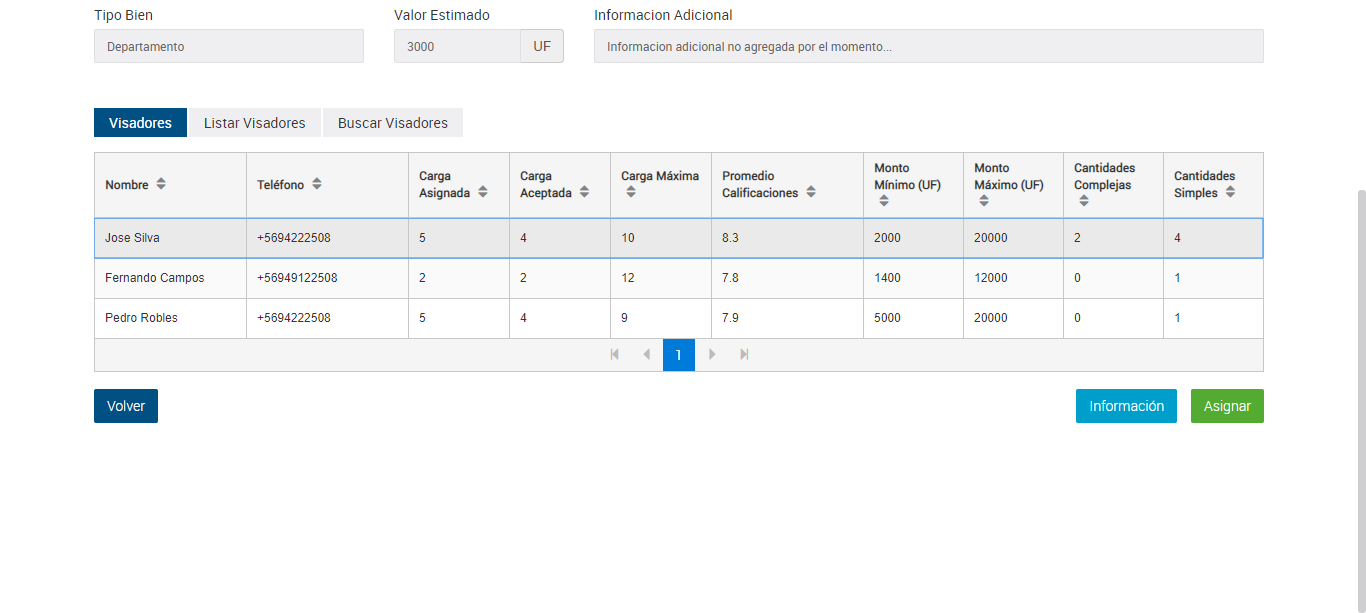 Tipo Bien Valor Estimado Informacion Adicional
Departamento 3000 UF Informacion adicional no agregada por el momento...
Visadores Listar Visadores Buscar Visadores
Nombre Teléfono Carga Asignada Carga Aceptada Carga Máxima Promedio Calificaciones Monto Mínimo (UF) Monto Máximo (UF) Cantidades Complejas Cantidades Simples
Jose Silva +5694222508 5 4 10 8.3 2000 20000 2 4
Fernando Campos +56949122508 2 2 12 7.8 1400 12000 0 1
Pedro Robles +5694222508 5 4 9 7.9 5000 20000 0 1
1
Volver Información Asignar